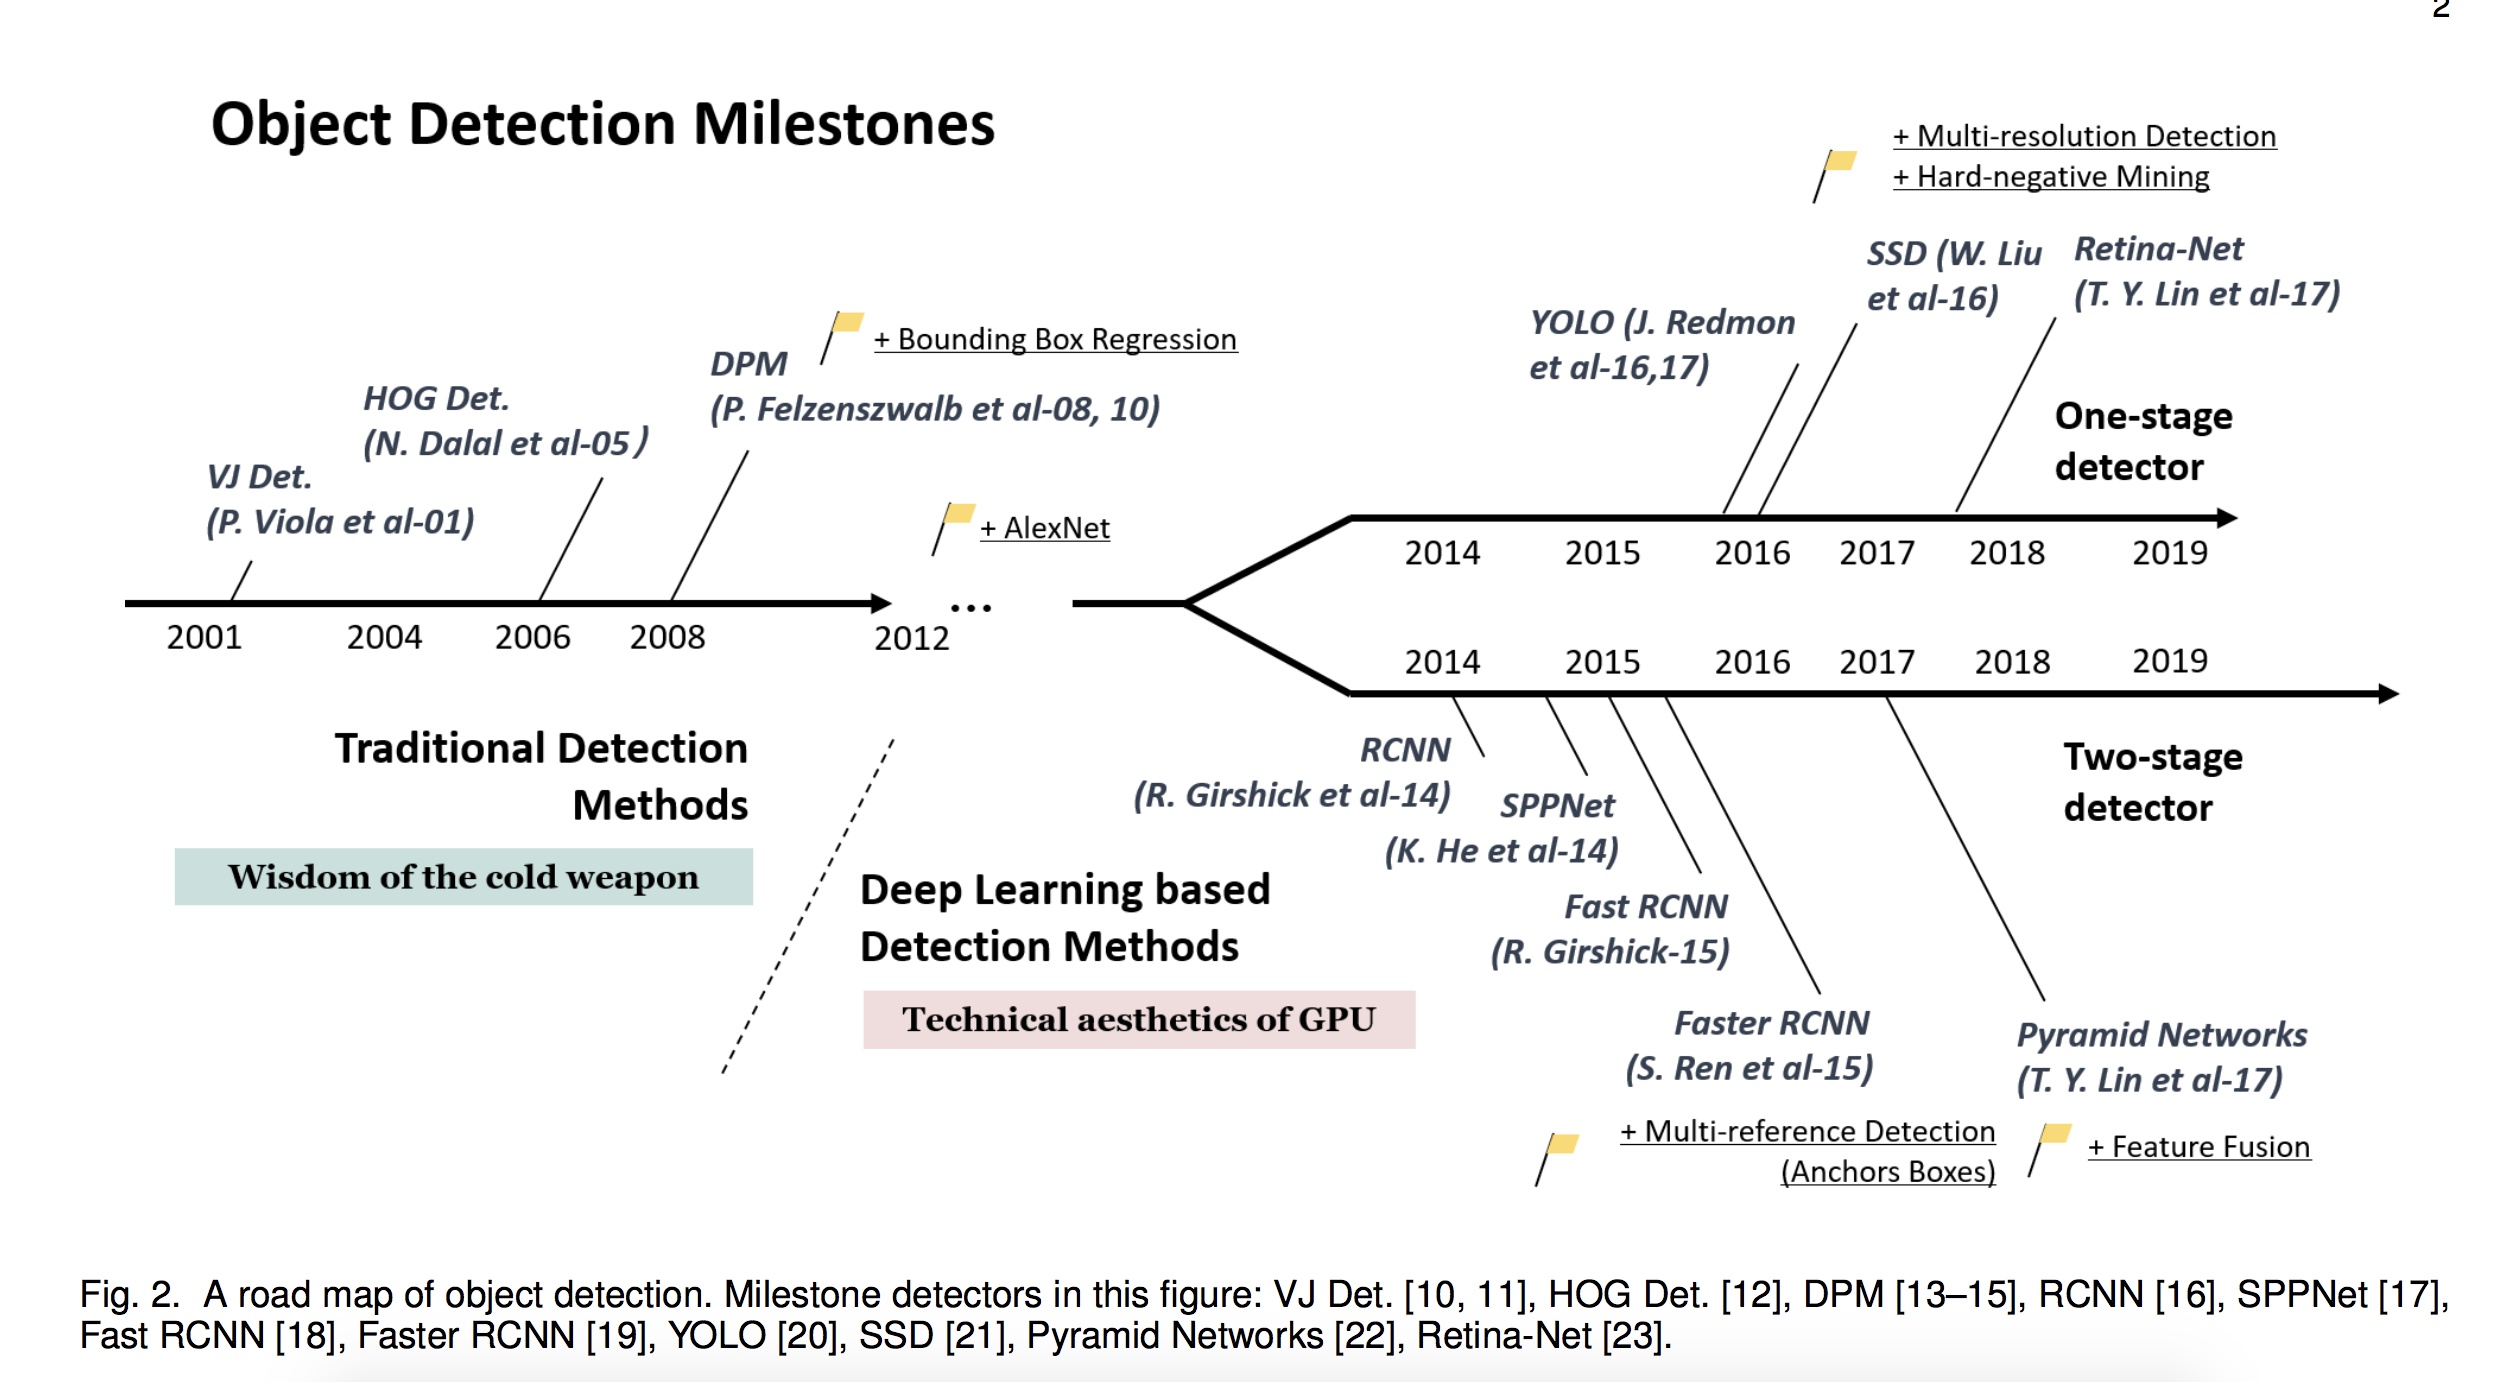 2
Object Detection Milestones
+ Multi-resolution Detection
+ Hard-negative Mining
SSD (W. Liu
et al-16)
Retina-Net
(T. Y. Lin et al-17)
YOLO (J. Redmon
et al-16,17)
+ Bounding Box Regression
DPM
(P. Felzenszwalb et al-08, 10)
HOG Det.
(N. Dalal et al-05)
VJ Det.
(P. Viola et al-01)
+ AlexNet
One-stage
detector
2014 2015 2016 2017 2018 2019
...
2001 2004 2006 2008 2012
2014 2015 2016 2017 2018 2019
Traditional Detection
Methods
Wisdom of the cold weapon
Deep Learning based
Detection Methods
Technical aesthetics of GPU
RCNN
(R. Girshick et al-14)
SPPNet
(K. He et al-14)
Fast RCNN
(R. Girshick-15)
Faster RCNN
(S. Ren et al-15)
+ Multi-reference Detection
(Anchors Boxes)
Two-stage
detector
Pyramid Networks
(T. Y. Lin et al-17)
+ Feature Fusion
Fig. 2. A road map of object detection. Milestone detectors in this figure: VJ Det. [10, 11], HOG Det. [12], DPM [13–15], RCNN [16], SPPNet [17],
Fast RCNN [18], Faster RCNN [19], YOLO [20], SSD [21], Pyramid Networks [22], Retina-Net [23].